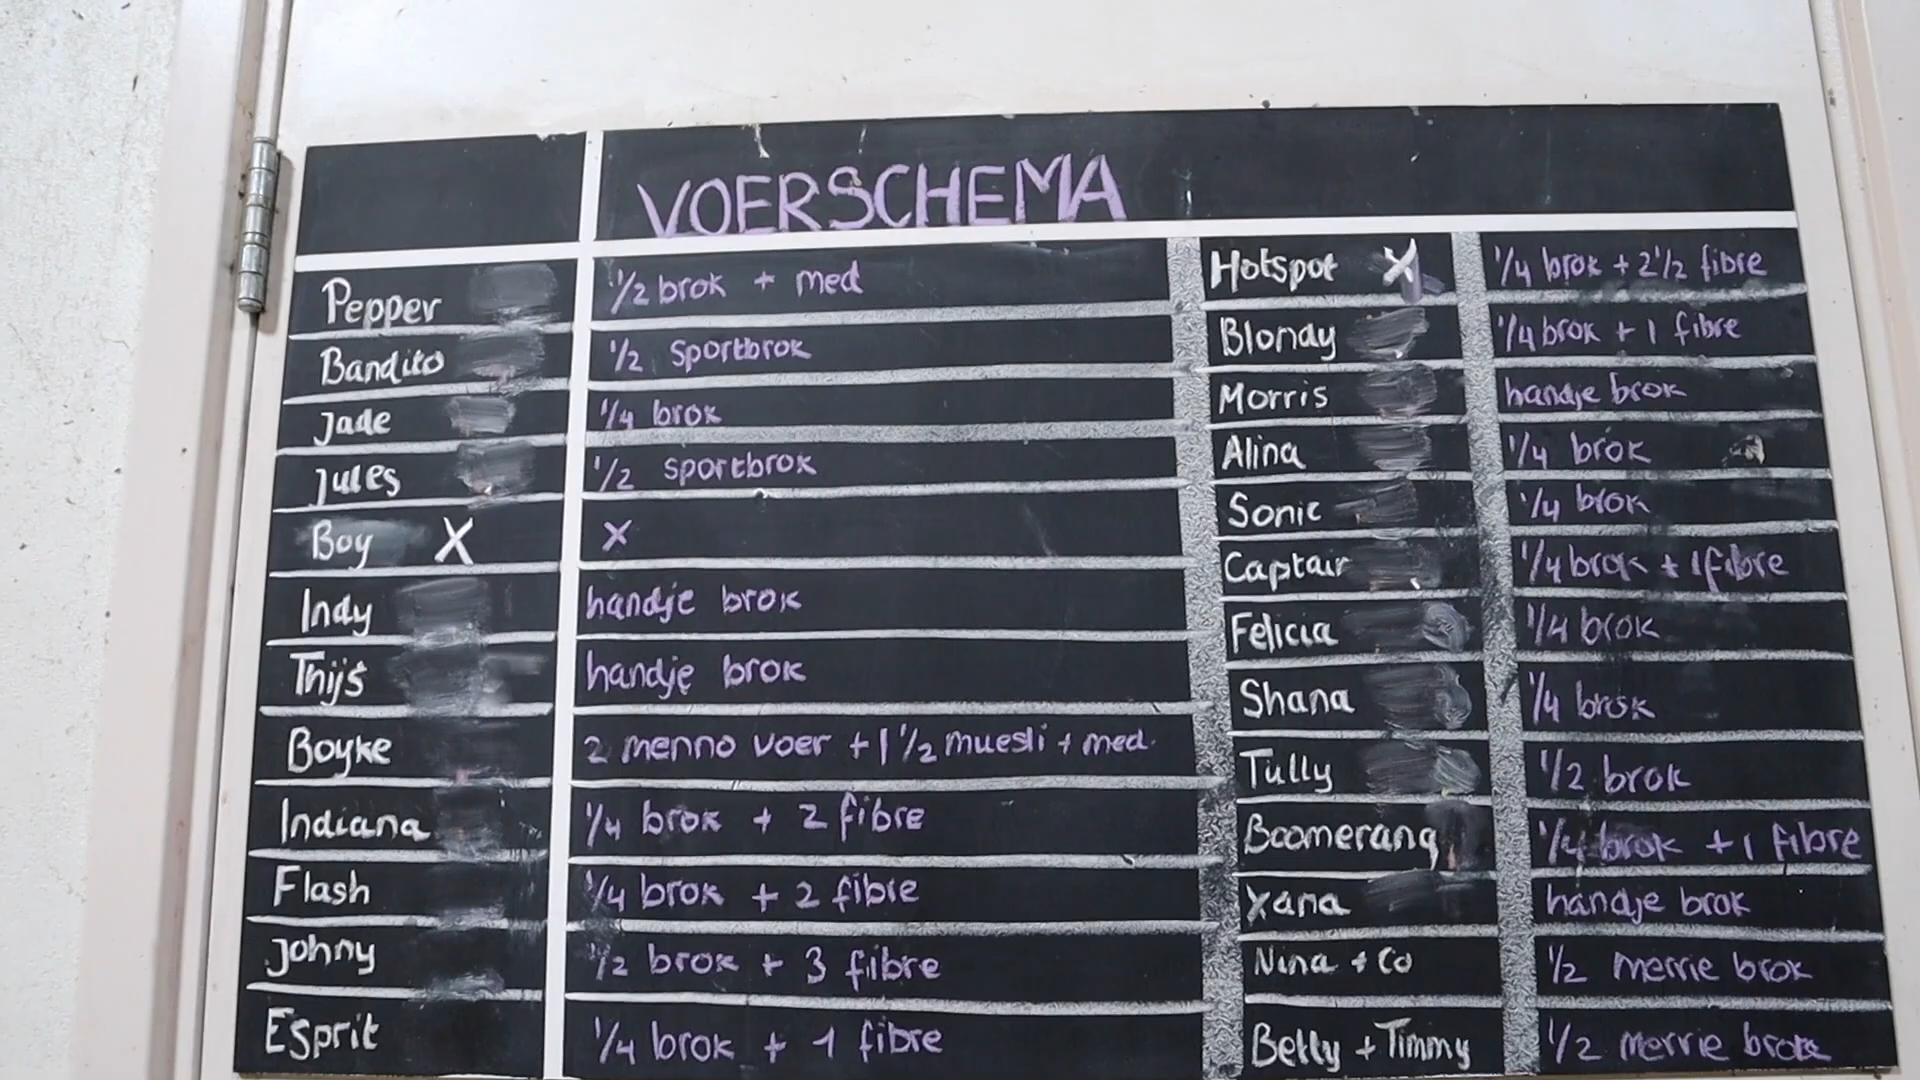 VOERSCHEMA
Pepper 1/2 brok + med
Bandito 1/2 Sportbrok
Jade 1/4 brok
Jules 1/2 sportbrok
Boy X X
Indy handje brok
Thijs handje brok
Boyke 2 menno voer + 1 1/2 muesli + med.
Indiana 1/4 brok + 2 fibre
Flash 1/4 brok + 2 fibre
Johny 1/2 brok + 3 fibre
Esprit 1/4 brok + 1 fibre
Hotspot X 1/4 brok + 2 1/2 fibre
Blondy 1/4 brok + 1 fibre
Morris handje brok
Alina 1/4 brok
Sonic 1/4 brok
Captain 1/4 brok + 1 fibre
Felicia 1/4 brok
Shana 1/4 brok
Tully 1/2 brok
Boomerang 1/4 brok + 1 fibre
Yana handje brok
Nina + Co 1/2 merrie brok
Betty + Timmy 1/2 merrie brok